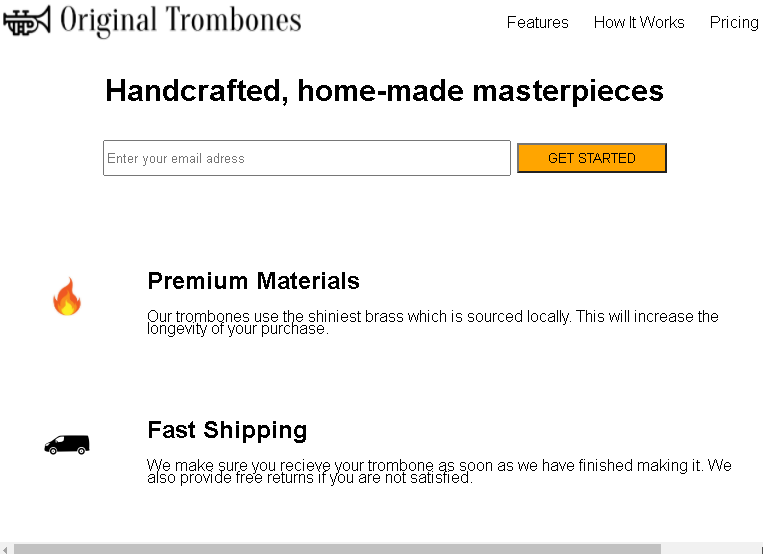 Original Trombones
Features How It Works Pricing
Handcrafted, home-made masterpieces
Enter your email adress
GET STARTED
Premium Materials
Our trombones use the shiniest brass which is sourced locally. This will increase the
longevity of your purchase.
Fast Shipping
We make sure you recieve your trombone as soon as we have finished making it. We
also provide free returns if you are not satisfied.